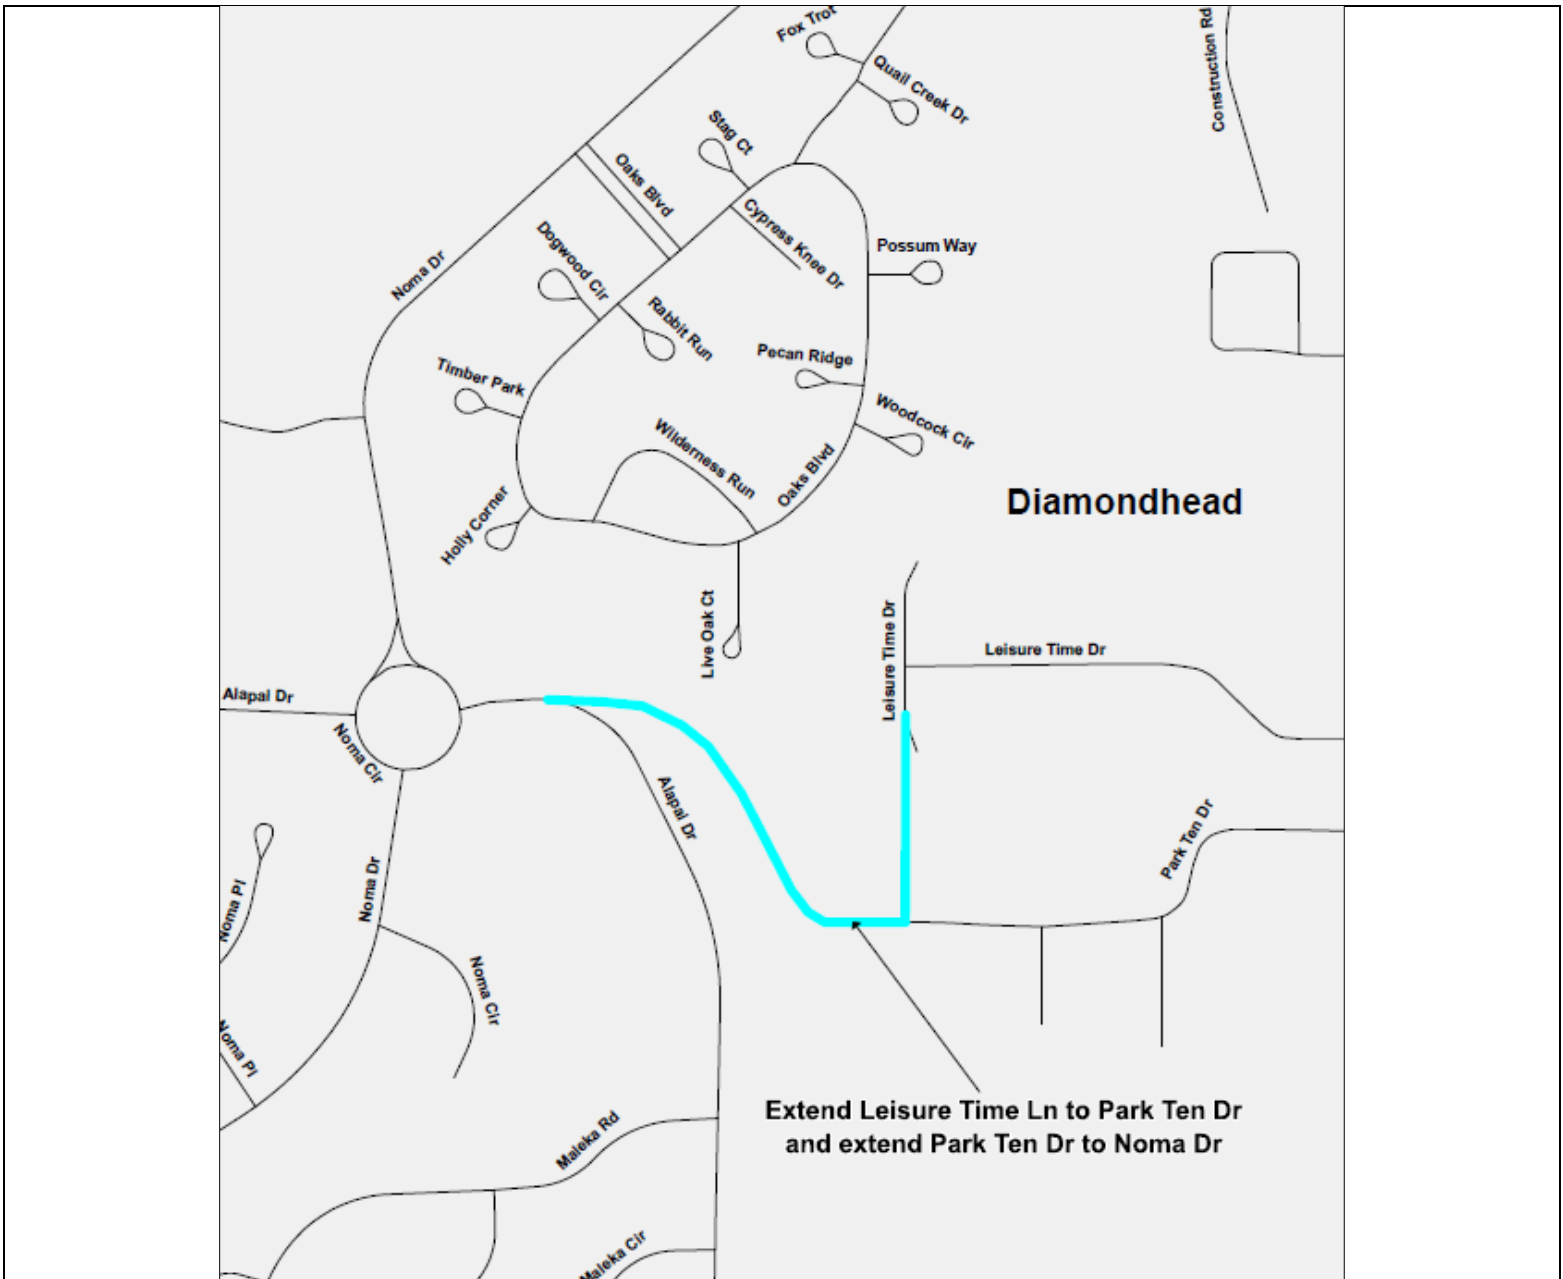 Fox Trot
Construction Rd
Quail Creek Dr
Stag Ct
Oaks Blvd
Cypress Knee Dr
Dogwood Cir
Possum Way
Noma Dr
Rabbit Run
Pecan Ridge
Timber Park
Woodcock Cir
Wilderness Run
Oaks Blvd
Diamondhead
Holly Corner
Live Oak Ct
Leisure Time Dr
Leisure Time Dr
Alapai Dr
Noma Cir
Alapai Dr
Park Ten Dr
Noma Dr
Noma Pl
Noma Cir
Noma Pl
Extend Leisure Time Ln to Park Ten Dr
and extend Park Ten Dr to Noma Dr
Maleka Rd
Maleka Cir